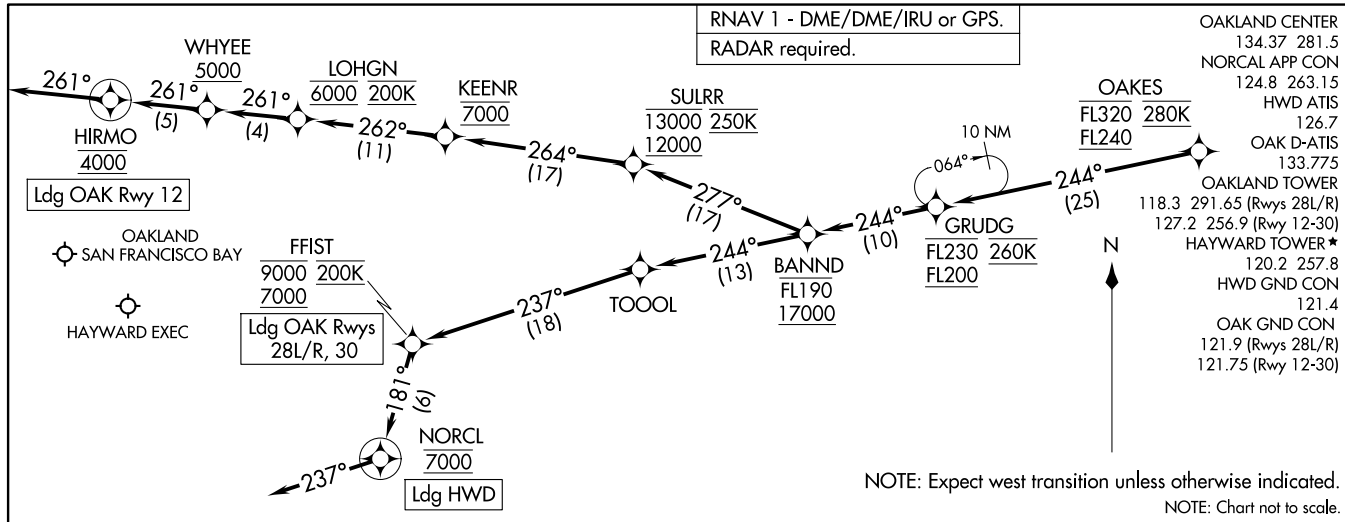 RNAV 1 - DME/DME/IRU or GPS.
RADAR required.
OAKLAND CENTER
134.37 281.5
NORCAL APP CON
124.8 263.15
HWD ATIS
126.7
OAK D-ATIS
133.775
OAKLAND TOWER
118.3 291.65 (Rwys 28L/R)
127.2 256.9 (Rwy 12-30)
HAYWARD TOWER★
120.2 257.8
HWD GND CON
121.4
OAK GND CON
121.9 (Rwys 28L/R)
121.75 (Rwy 12-30)
261°
HIRMO
4000
Ldg OAK Rwy 12
261°
(5)
WHYEE
5000
261°
(4)
LOHGN
6000 200K
262°
(11)
KEENR
7000
264°
(17)
SULRR
13000 250K
12000
277°
(17)
OAKES
FL320 280K
FL240
10 NM
064°
244°
(25)
GRUDG
FL230 260K
FL200
244°
(10)
BANND
FL190
17000
244°
(13)
TOOOL
237°
(18)
FFIST
9000 200K
7000
Ldg OAK Rwys
28L/R, 30
181°
(6)
NORCL
7000
Ldg HWD
237°
OAKLAND
SAN FRANCISCO BAY
HAYWARD EXEC
N
NOTE: Expect west transition unless otherwise indicated.
NOTE: Chart not to scale.